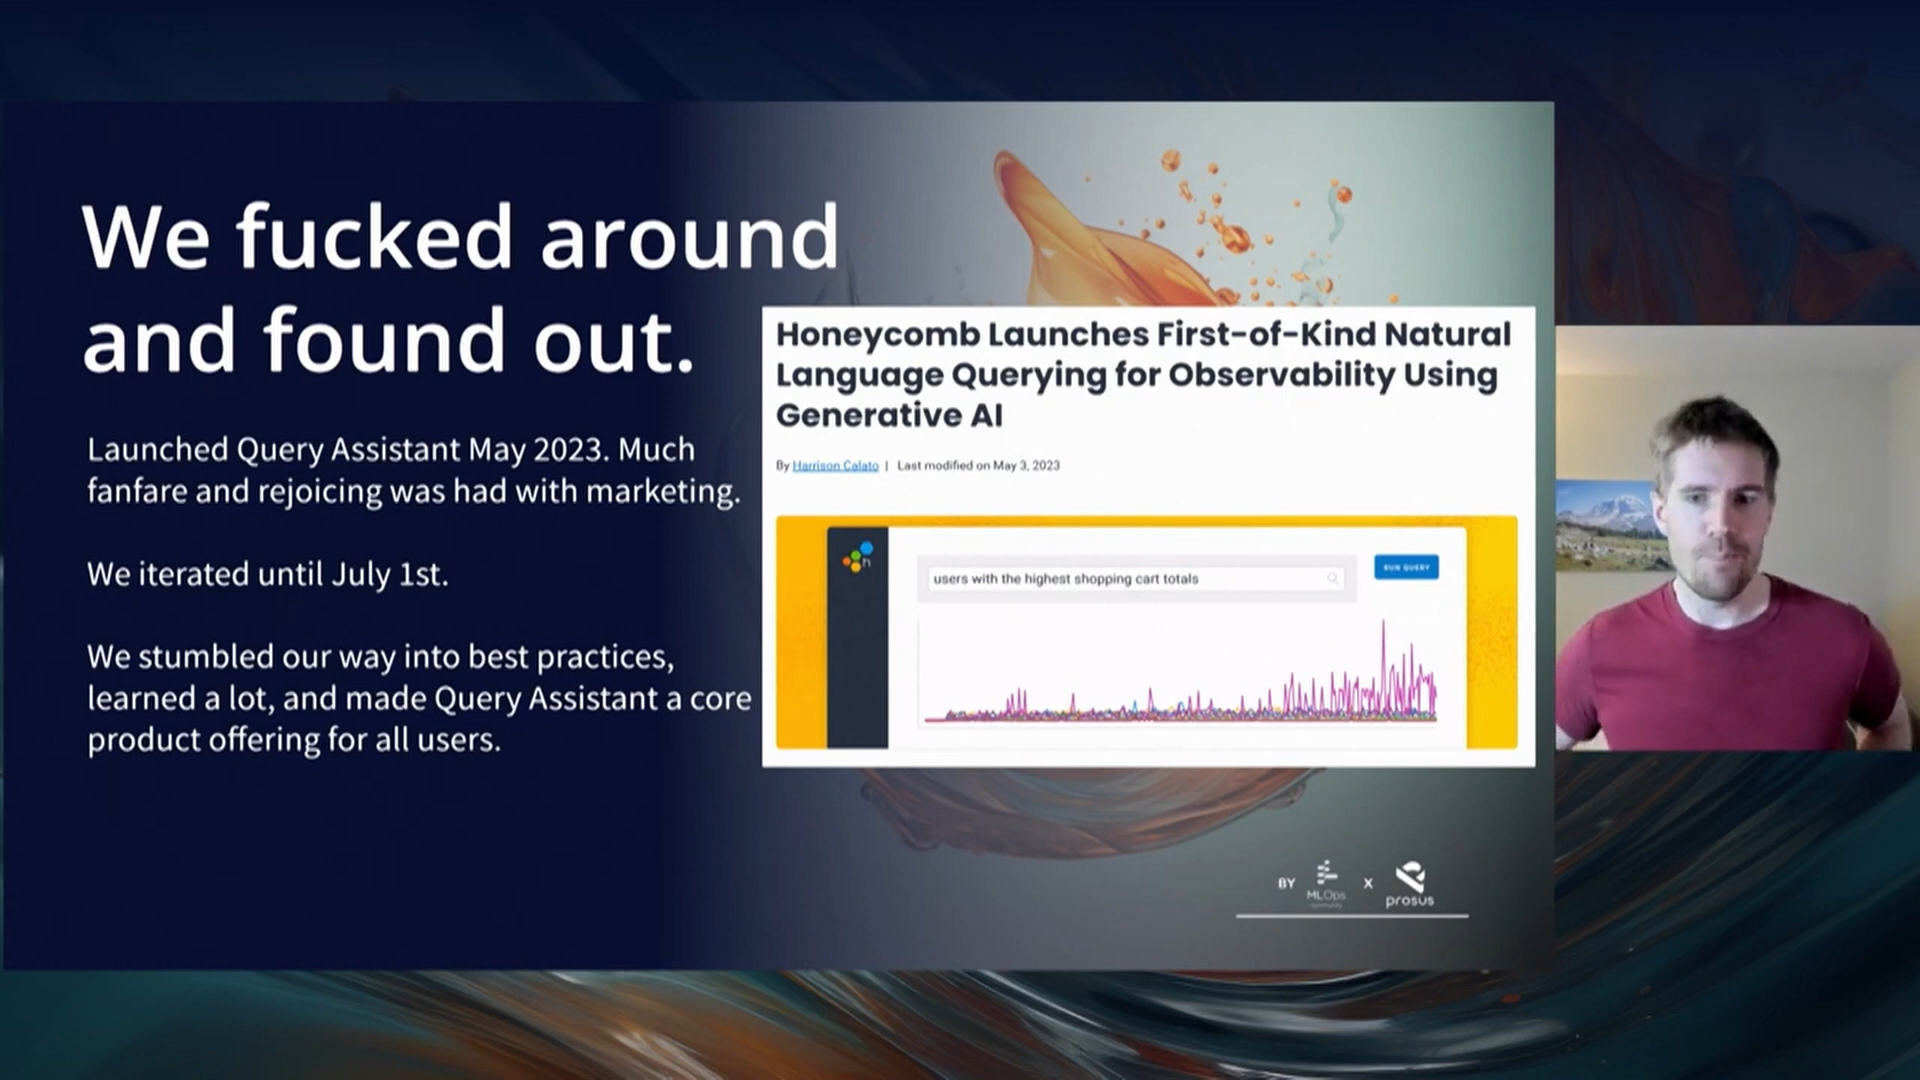 We fucked around
and found out.
Launched Query Assistant May 2023. Much
fanfare and rejoicing was had with marketing.
We iterated until July 1st.
We stumbled our way into best practices,
learned a lot, and made Query Assistant a core
product offering for all users.
Honeycomb Launches First-of-Kind Natural
Language Querying for Observability Using
Generative AI
By Harrison Calato | Last modified on May 3, 2023
h
users with the highest shopping cart totals
RUN QUERY
BY MLOps community X prosus